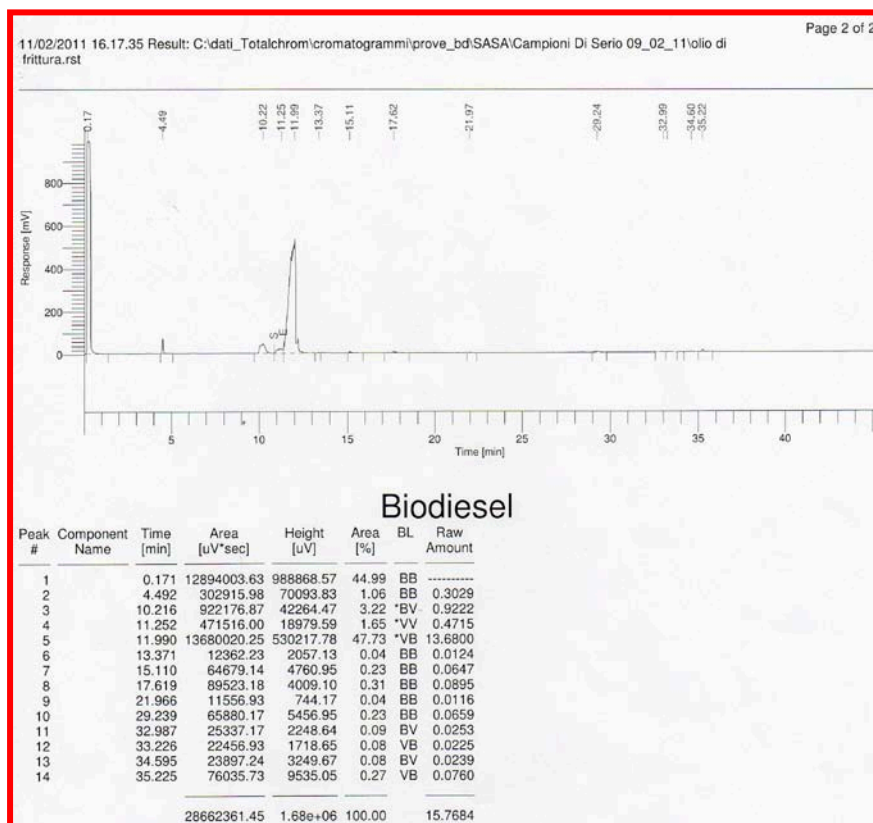 Page 2 of 2
11/02/2011 16.17.35 Result: C:\dati_Totalchrom\cromatogrammi\prove_bd\SASA\Campioni Di Serio 09_02_11\olio di
frittura.rst
0.17
4.49
10.22
11.25
11.99
13.37
15.11
17.62
21.97
29.24
32.99
34.60
35.22
Response [mV]
800
600
400
200
0
S
E
5 10 15 20 25 30 35 40
Time [min]
Biodiesel
Peak Component Time Area Height Area BL Raw
# Name [min] [uV*sec] [uV] [%] Amount
1 0.171 12894003.63 988868.57 44.99 BB ----------
2 4.492 302915.98 70093.83 1.06 BB 0.3029
3 10.216 922176.87 42264.47 3.22 *BV 0.9222
4 11.252 471516.00 18979.59 1.65 *VV 0.4715
5 11.990 13680020.25 530217.78 47.73 *VB 13.6800
6 13.371 12362.23 2057.13 0.04 BB 0.0124
7 15.110 64679.14 4760.95 0.23 BB 0.0647
8 17.619 89523.18 4009.10 0.31 BB 0.0895
9 21.966 11556.93 744.17 0.04 BB 0.0116
10 29.239 65880.17 5456.95 0.23 BB 0.0659
11 32.987 25337.17 2248.64 0.09 BV 0.0253
12 33.226 22456.93 1718.65 0.08 VB 0.0225
13 34.595 23897.24 3249.67 0.08 BV 0.0239
14 35.225 76035.73 9535.05 0.27 VB 0.0760
28662361.45 1.68e+06 100.00 15.7684